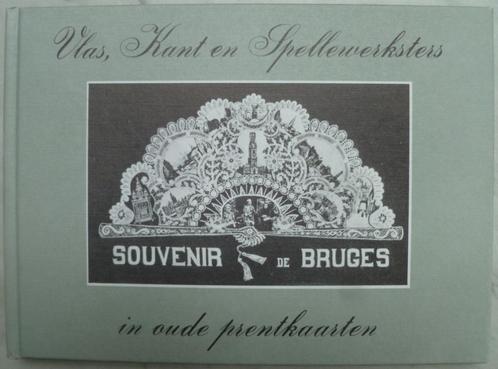 Vlas, Kant en Spellewerksters
SOUVENIR DE BRUGES
in oude prentkaarten